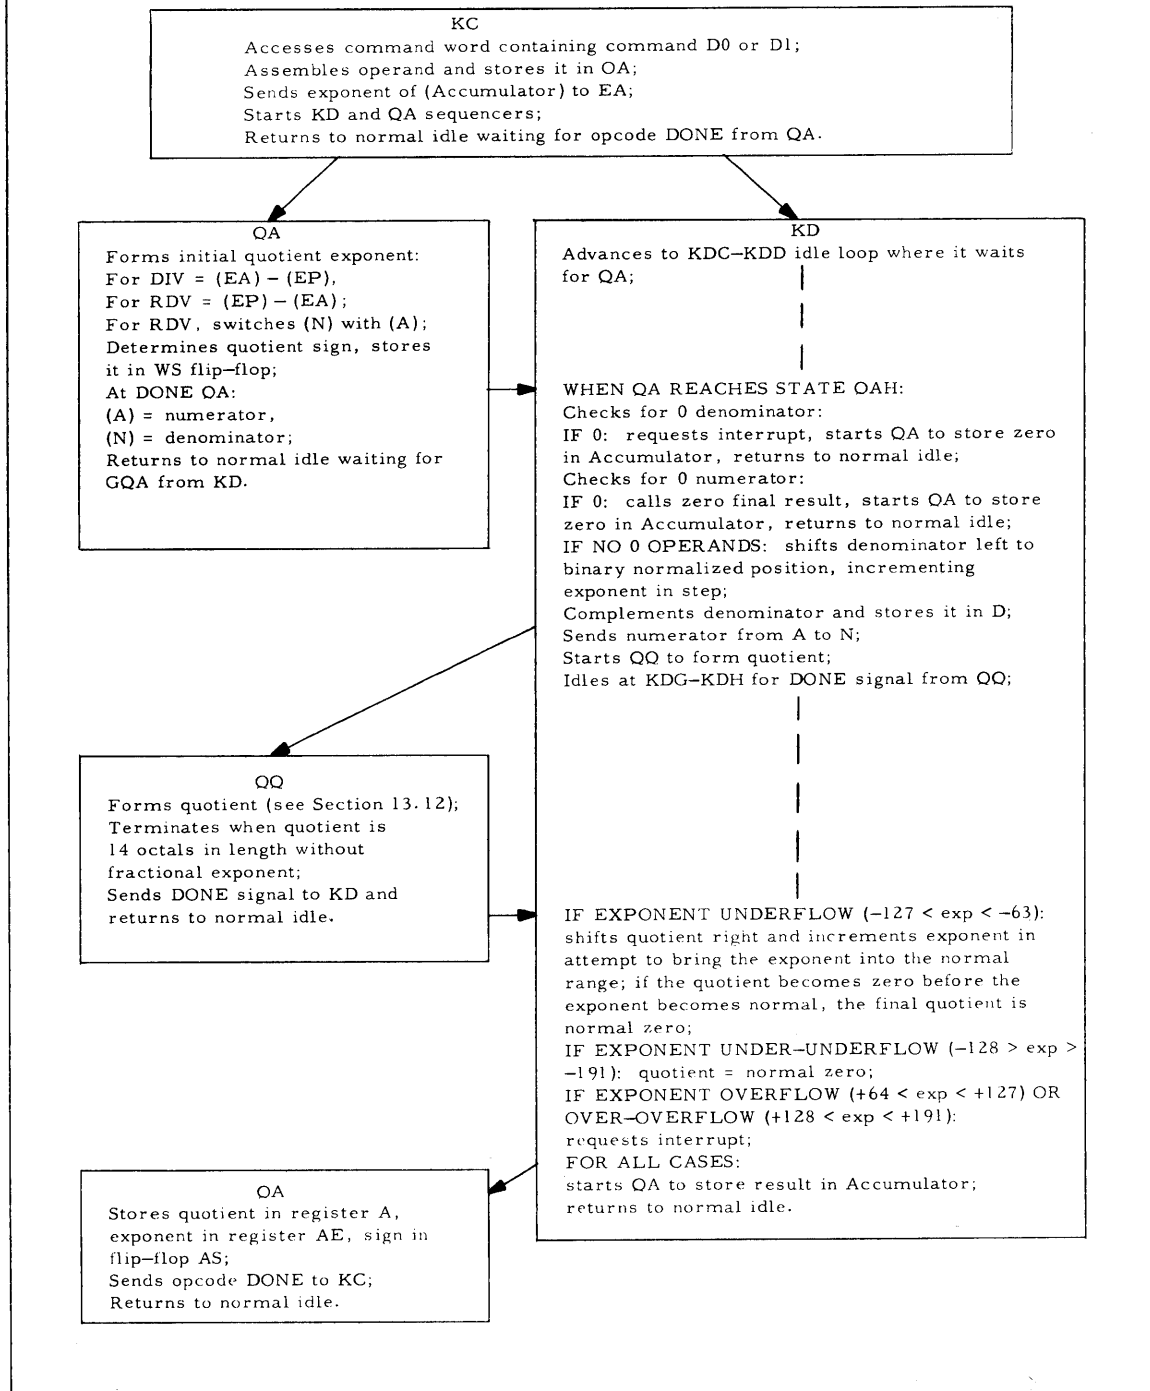 KC
Accesses command word containing command D0 or D1;
Assembles operand and stores it in OA;
Sends exponent of (Accumulator) to EA;
Starts KD and QA sequencers;
Returns to normal idle waiting for opcode DONE from QA.
QA
Forms initial quotient exponent:
For DIV = (EA) – (EP),
For RDV = (EP) – (EA);
For RDV, switches (N) with (A);
Determines quotient sign, stores
it in WS flip–flop;
At DONE QA:
(A) = numerator,
(N) = denominator;
Returns to normal idle waiting for
GQA from KD.
KD
Advances to KDC–KDD idle loop where it waits
for QA;
WHEN QA REACHES STATE OAH:
Checks for 0 denominator:
IF 0: requests interrupt, starts QA to store zero
in Accumulator, returns to normal idle;
Checks for 0 numerator:
IF 0: calls zero final result, starts QA to store
zero in Accumulator, returns to normal idle;
IF NO 0 OPERANDS: shifts denominator left to
binary normalized position, incrementing
exponent in step;
Complements denominator and stores it in D;
Sends numerator from A to N;
Starts QQ to form quotient;
Idles at KDG–KDH for DONE signal from QQ;
QQ
Forms quotient (see Section 13.12);
Terminates when quotient is
14 octals in length without
fractional exponent;
Sends DONE signal to KD and
returns to normal idle.
IF EXPONENT UNDERFLOW (–127 < exp < –63):
shifts quotient right and increments exponent in
attempt to bring the exponent into the normal
range; if the quotient becomes zero before the
exponent becomes normal, the final quotient is
normal zero;
IF EXPONENT UNDER–UNDERFLOW (–128 > exp >
–191): quotient = normal zero;
IF EXPONENT OVERFLOW (+64 < exp < +127) OR
OVER–OVERFLOW (+128 < exp < +191):
requests interrupt;
FOR ALL CASES:
starts QA to store result in Accumulator;
returns to normal idle.
QA
Stores quotient in register A,
exponent in register AE, sign in
flip–flop AS;
Sends opcode DONE to KC;
Returns to normal idle.